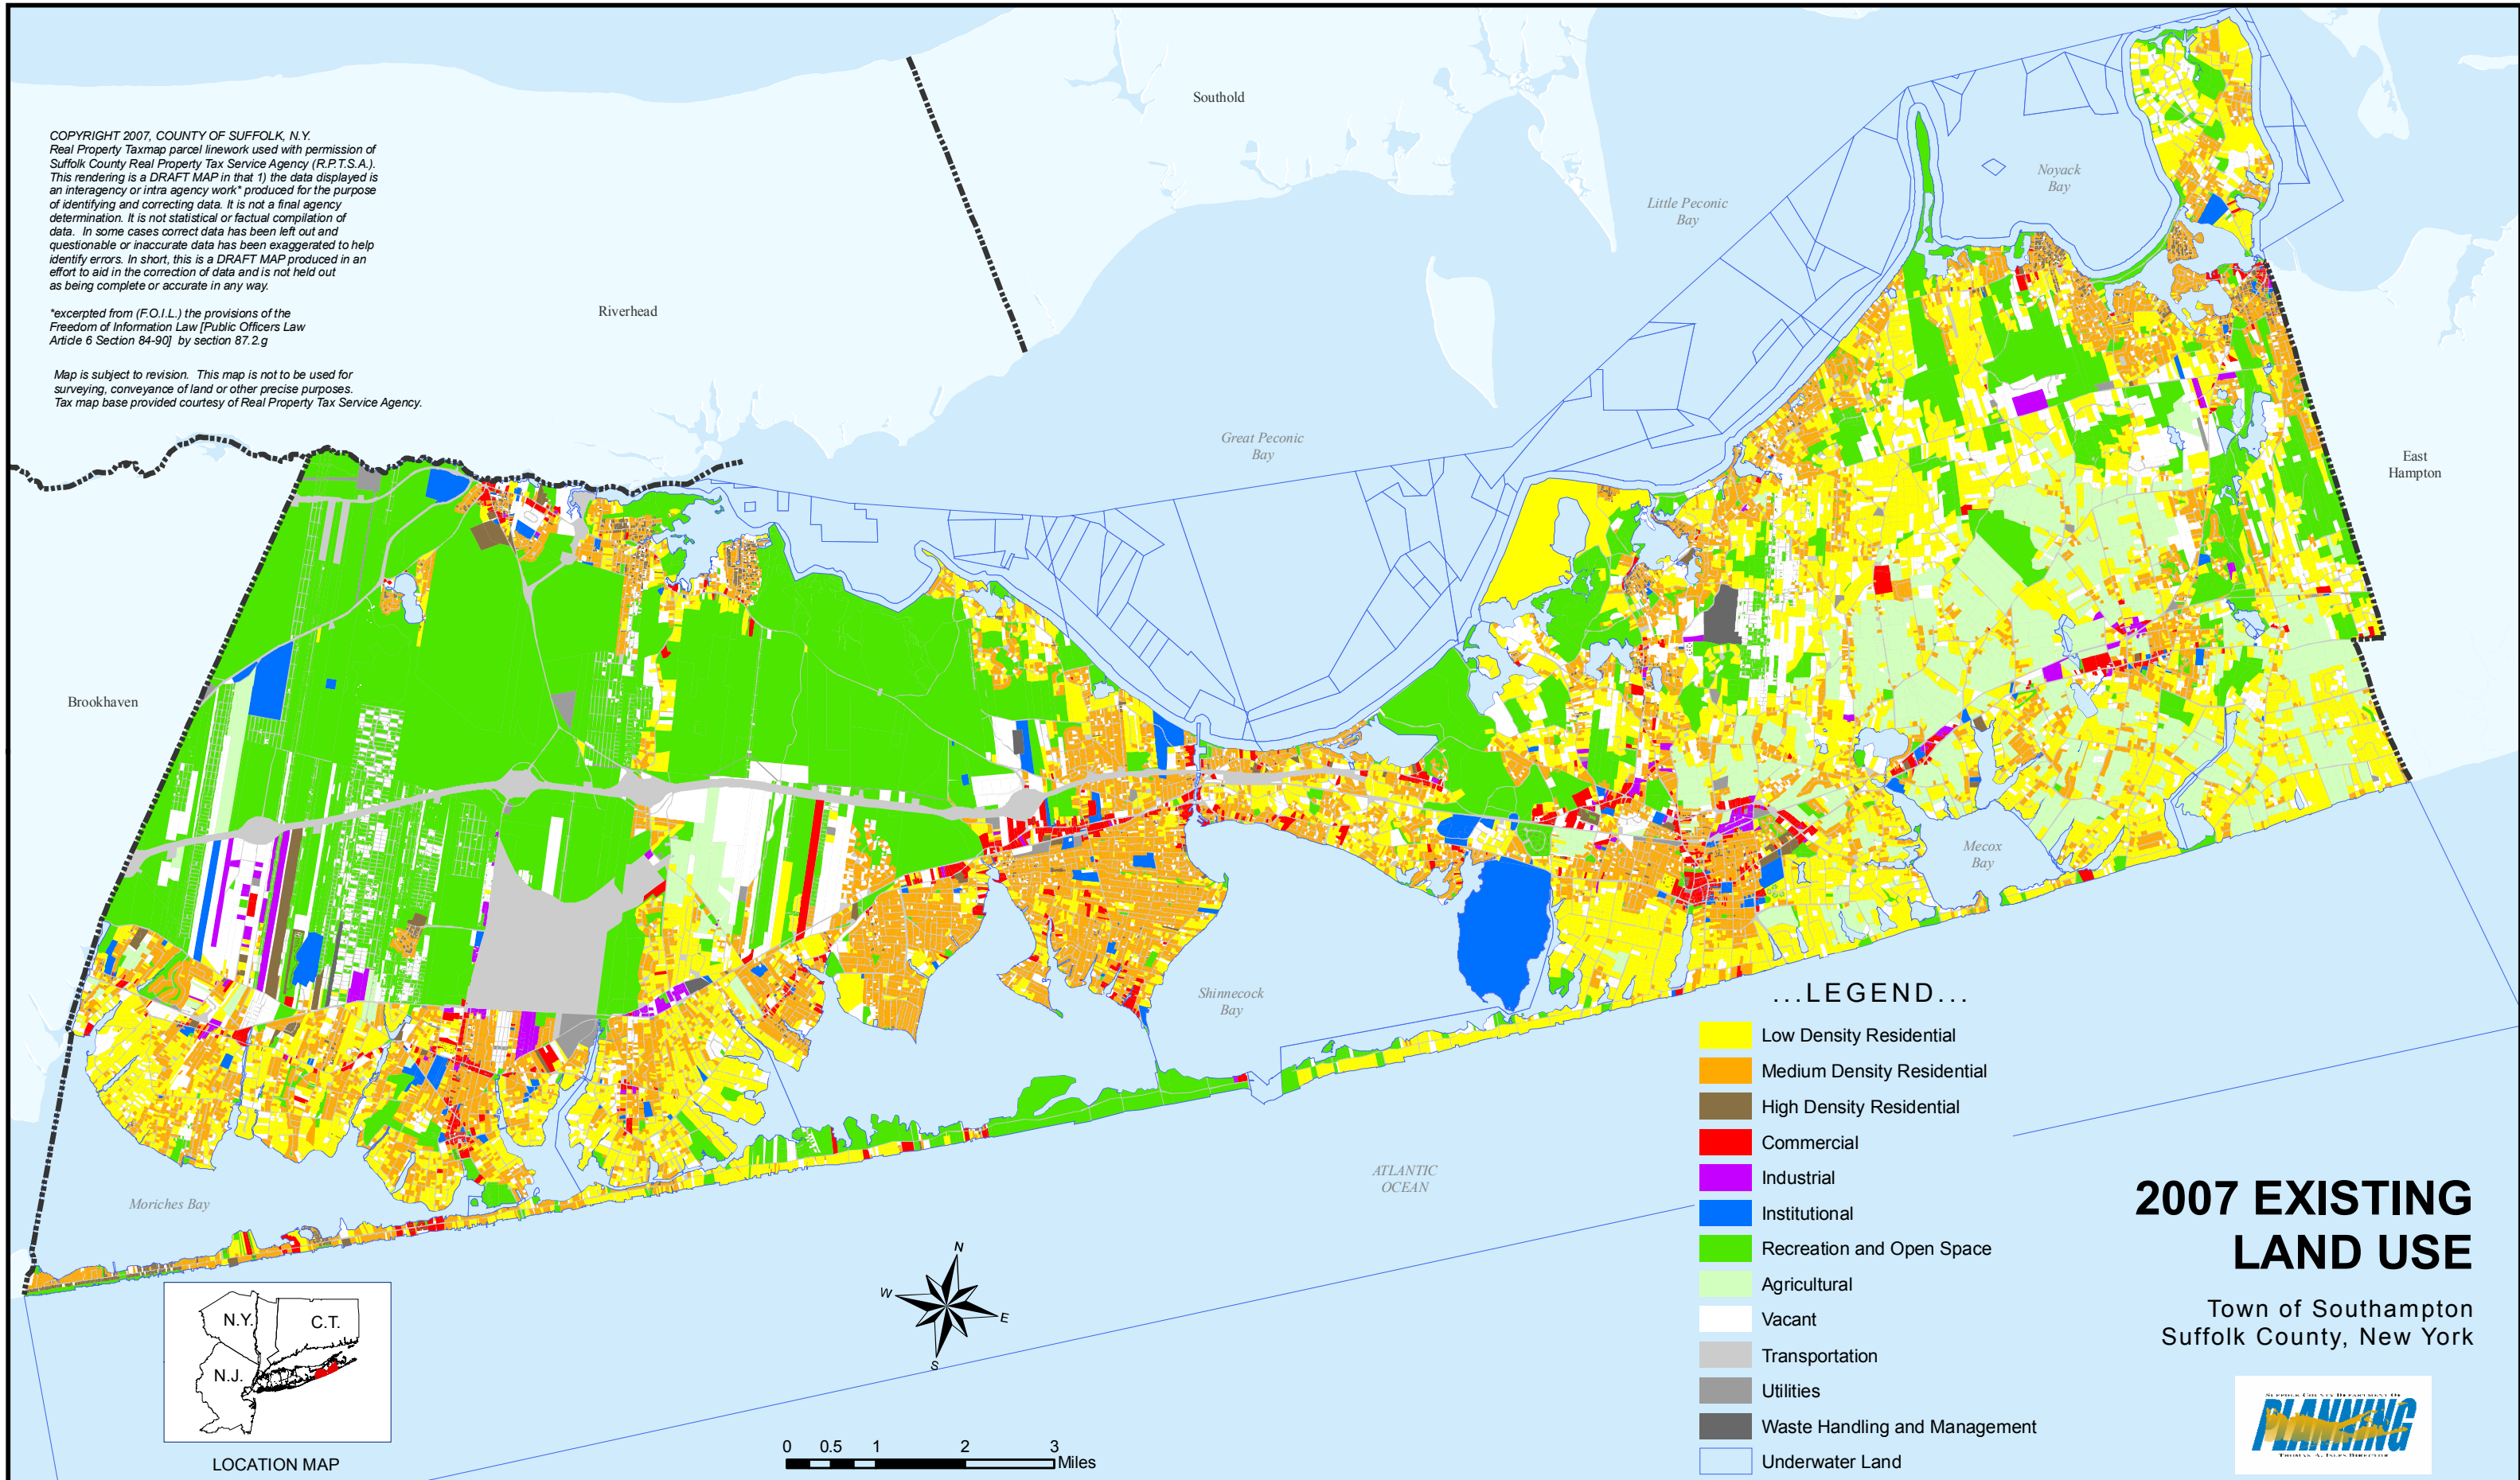 COPYRIGHT 2007, COUNTY OF SUFFOLK, N.Y.
Real Property Taxmap parcel linework used with permission of
Suffolk County Real Property Tax Service Agency (R.P.T.S.A.).
This rendering is a DRAFT MAP in that 1) the data displayed is
an interagency or intra agency work* produced for the purpose
of identifying and correcting data. It is not a final agency
determination. It is not statistical or factual compilation of
data. In some cases correct data has been left out and
questionable or inaccurate data has been exaggerated to help
identify errors. In short, this is a DRAFT MAP produced in an
effort to aid in the correction of data and is not held out
as being complete or accurate in any way.
*excerpted from (F.O.I.L.) the provisions of the
Freedom of Information Law [Public Officers Law
Article 6 Section 84-90] by section 87.2.g
Map is subject to revision. This map is not to be used for
surveying, conveyance of land or other precise purposes.
Tax map base provided courtesy of Real Property Tax Service Agency.
Southold
Riverhead
Noyack
Bay
Little Peconic
Bay
Great Peconic
Bay
East
Hampton
Brookhaven
Mecox
Bay
Shinnecock
Bay
ATLANTIC
OCEAN
Moriches Bay
...LEGEND...
Low Density Residential
Medium Density Residential
High Density Residential
Commercial
Industrial
Institutional
Recreation and Open Space
Agricultural
Vacant
Transportation
Utilities
Waste Handling and Management
Underwater Land
2007 EXISTING
LAND USE
Town of Southampton
Suffolk County, New York
SUFFOLK COUNTY DEPARTMENT OF
PLANNING
THOMAS A. ISLES DIRECTOR
N
W
E
S
N.Y.
C.T.
N.J.
LOCATION MAP
0 0.5 1 2 3
Miles